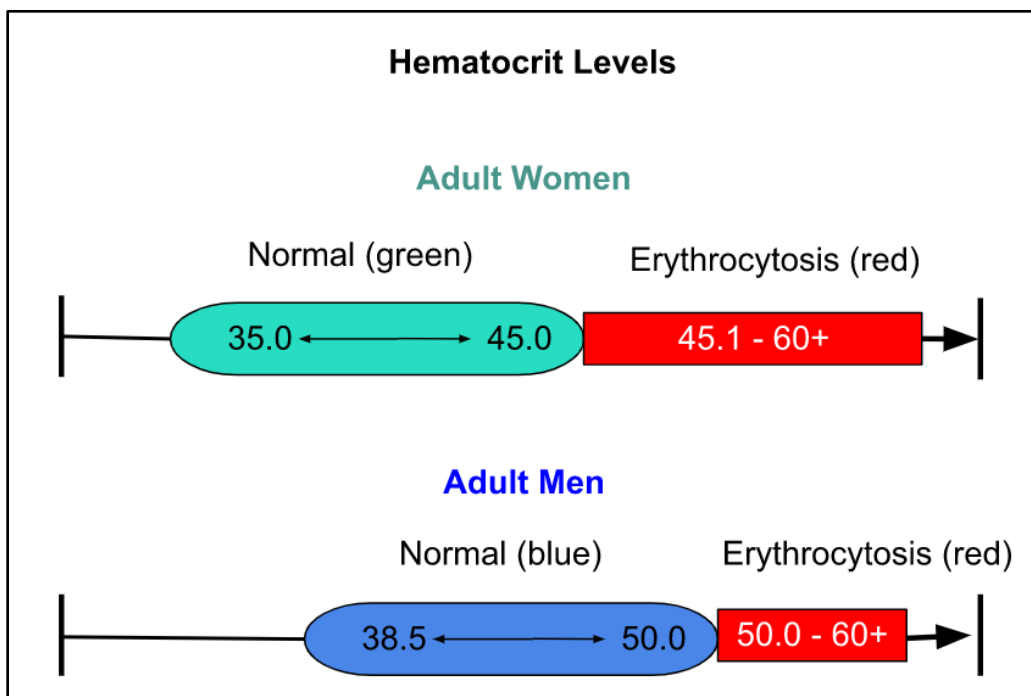 Hematocrit Levels
Adult Women
Normal (green) Erythrocytosis (red)
35.0 45.0 45.1 - 60+
Adult Men
Normal (blue) Erythrocytosis (red)
38.5 50.0 50.0 - 60+